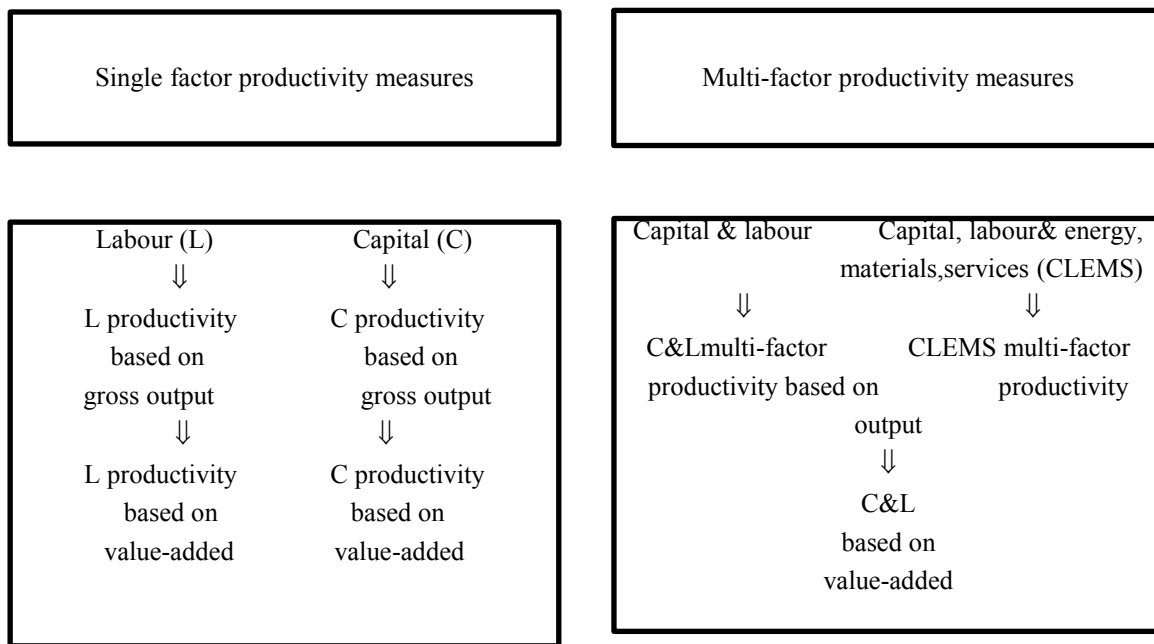 Single factor productivity measures
Multi-factor productivity measures
Labour (L) Capital (C)
⇓ ⇓
L productivity C productivity
based on based on
gross output gross output
⇓ ⇓
L productivity C productivity
based on based on
value-added value-added
Capital & labour Capital, labour& energy,
materials,services (CLEMS)
⇓ ⇓
C&Lmulti-factor CLEMS multi-factor
productivity based on productivity
output
⇓
C&L
based on
value-added